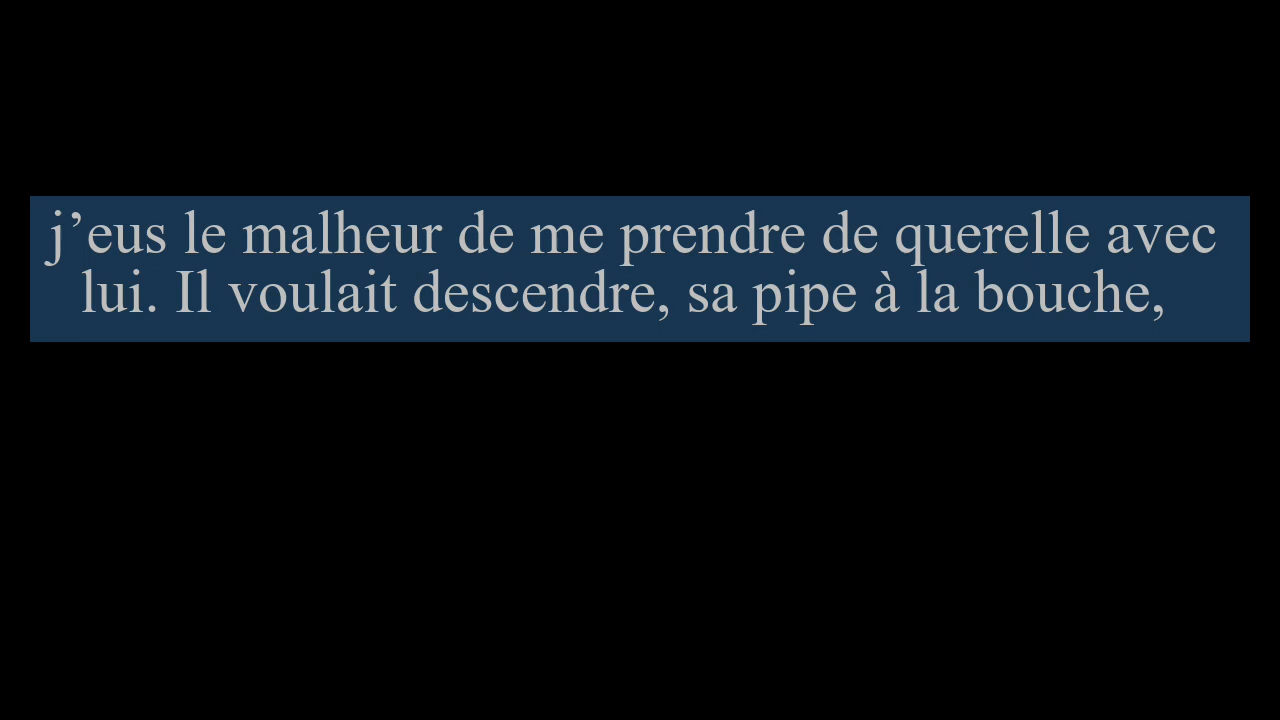 j’eus le malheur de me prendre de querelle avec
lui. Il voulait descendre, sa pipe à la bouche,